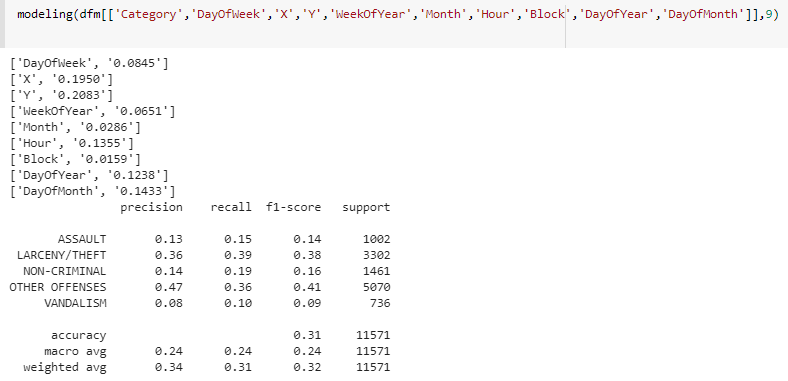 modeling(dfm[['Category','DayOfWeek','X','Y','WeekOfYear','Month','Hour','Block','DayOfYear','DayOfMonth']],9)
['DayOfWeek', '0.0845']
['X', '0.1950']
['Y', '0.2083']
['WeekOfYear', '0.0651']
['Month', '0.0286']
['Hour', '0.1355']
['Block', '0.0159']
['DayOfYear', '0.1238']
['DayOfMonth', '0.1433']
precision recall f1-score support
ASSAULT 0.13 0.15 0.14 1002
LARCENY/THEFT 0.36 0.39 0.38 3302
NON-CRIMINAL 0.14 0.19 0.16 1461
OTHER OFFENSES 0.47 0.36 0.41 5070
VANDALISM 0.08 0.10 0.09 736
accuracy 0.31 11571
macro avg 0.24 0.24 0.24 11571
weighted avg 0.34 0.31 0.32 11571